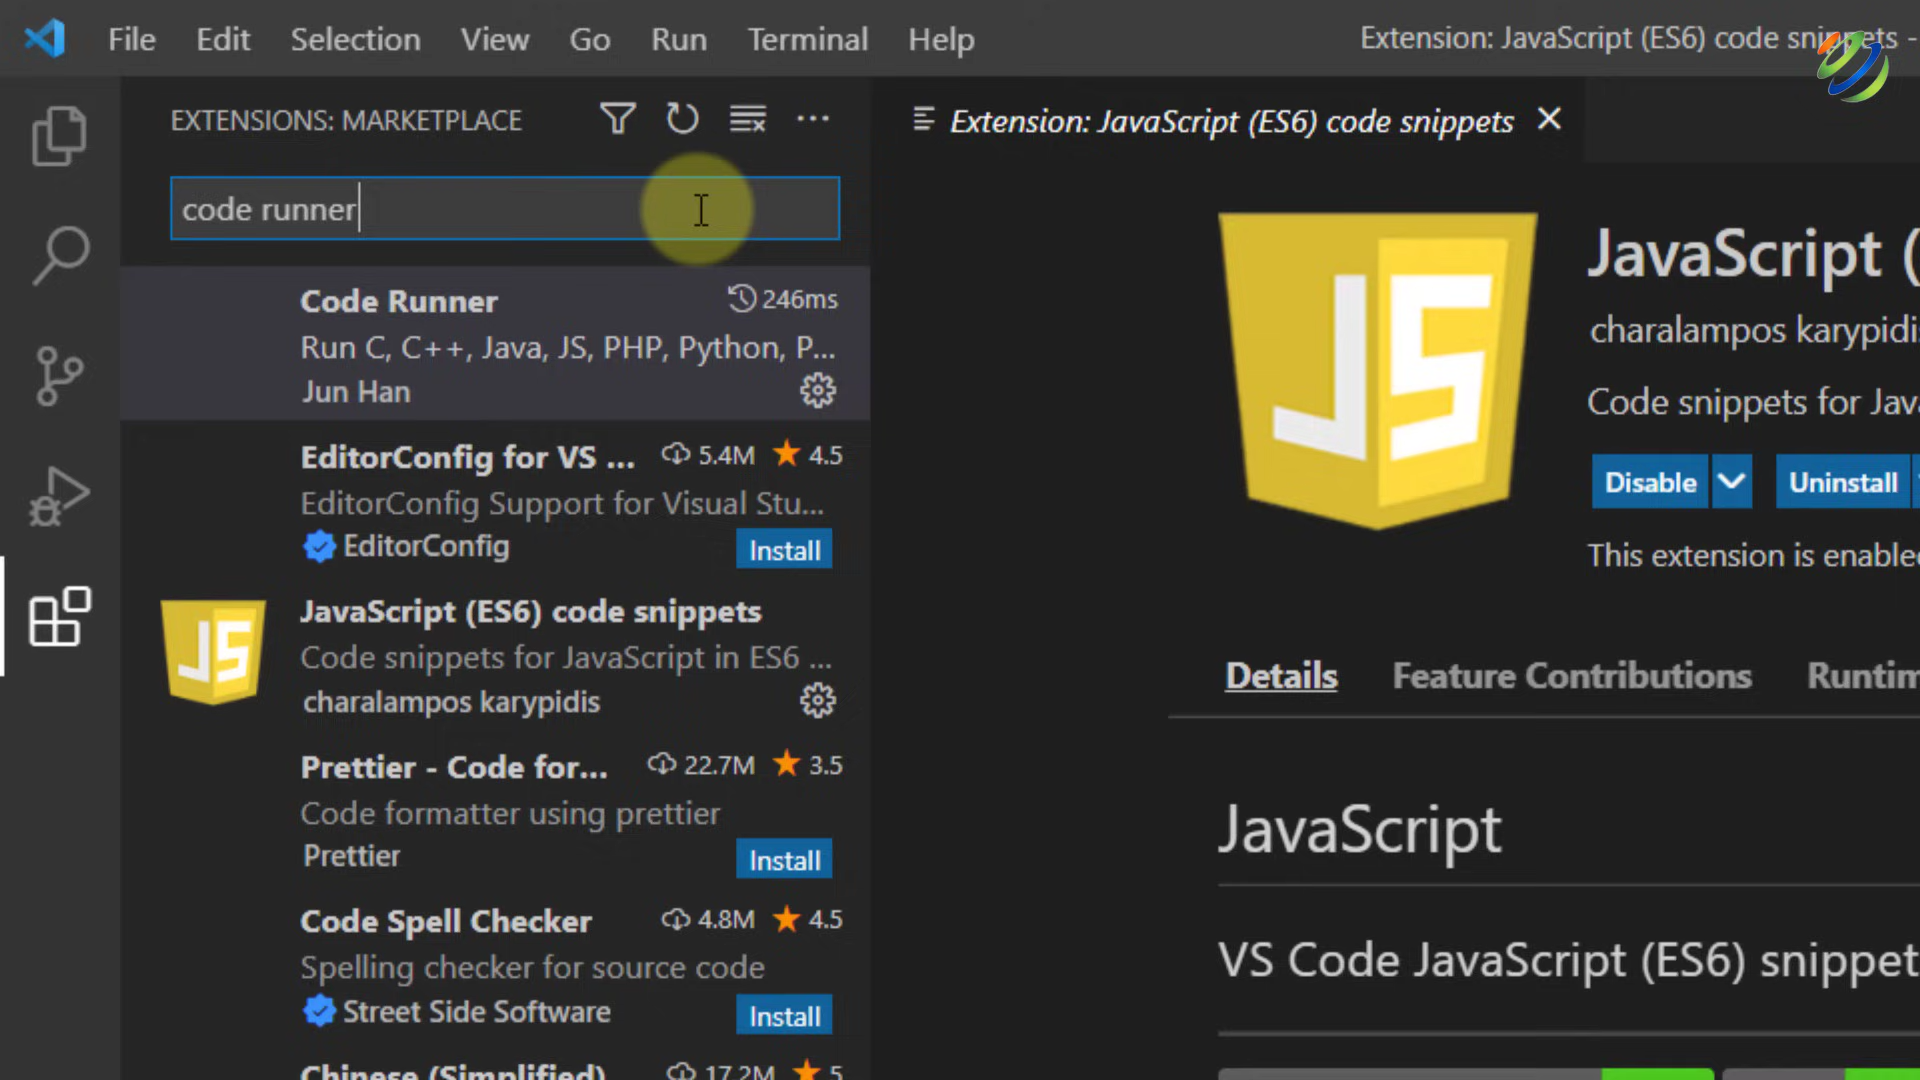 File Edit Selection View Go Run Terminal Help
Extension: JavaScript (ES6) code snippets -
EXTENSIONS: MARKETPLACE
code runner
Code Runner 246ms
Run C, C++, Java, JS, PHP, Python, P...
Jun Han
EditorConfig for VS ... 5.4M 4.5
EditorConfig Support for Visual Stu...
EditorConfig Install
JS
JavaScript (ES6) code snippets
Code snippets for JavaScript in ES6 ...
charalampos karypidis
Prettier - Code for... 22.7M 3.5
Code formatter using prettier
Prettier Install
Code Spell Checker 4.8M 4.5
Spelling checker for source code
Street Side Software Install
Chinese (Simplified) 17.2M 5
Extension: JavaScript (ES6) code snippets
JS
JavaScript (
charalampos karypidis
Code snippets for Jav
Disable Uninstall
This extension is enabled
Details Feature Contributions Runtim
JavaScript
VS Code JavaScript (ES6) snippet